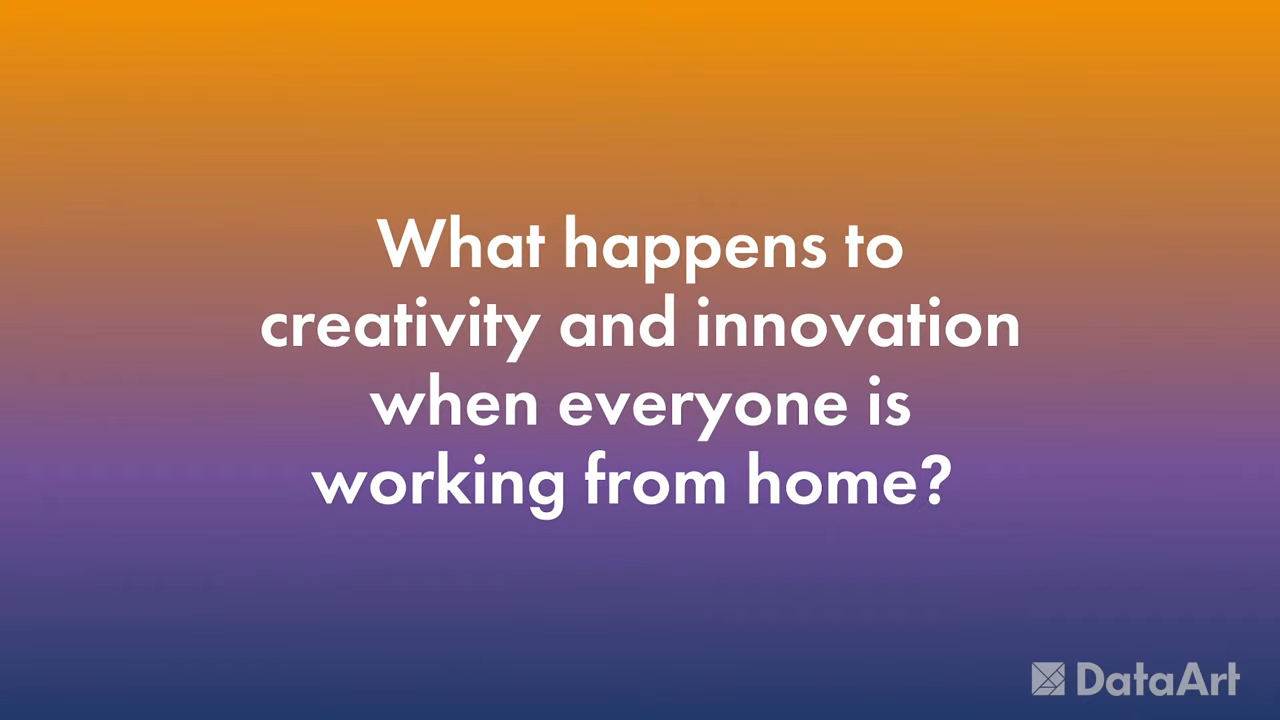 What happens to
creativity and innovation
when everyone is
working from home?
DataArt